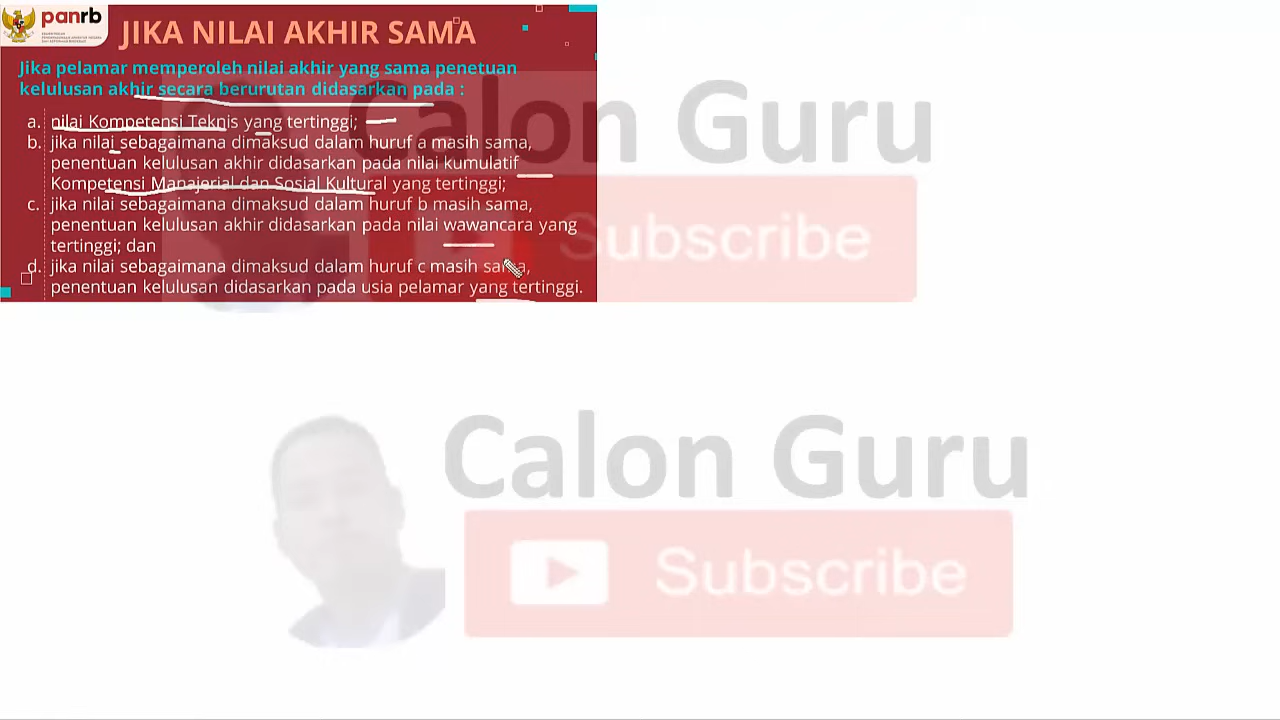 panrb
JIKA NILAI AKHIR SAMA
Jika pelamar memperoleh nilai akhir yang sama penetuan
kelulusan akhir secara berurutan didasarkan pada :
a. nilai Kompetensi Teknis yang tertinggi;
b. jika nilai sebagaimana dimaksud dalam huruf a masih sama,
penentuan kelulusan akhir didasarkan pada nilai kumulatif
Kompetensi Manajerial dan Sosial Kultural yang tertinggi;
c. jika nilai sebagaimana dimaksud dalam huruf b masih sama,
penentuan kelulusan akhir didasarkan pada nilai wawancara yang
tertinggi; dan
d. jika nilai sebagaimana dimaksud dalam huruf c masih sama,
penentuan kelulusan didasarkan pada usia pelamar yang tertinggi.
Calon Guru
Subscribe
Calon Guru
Subscribe